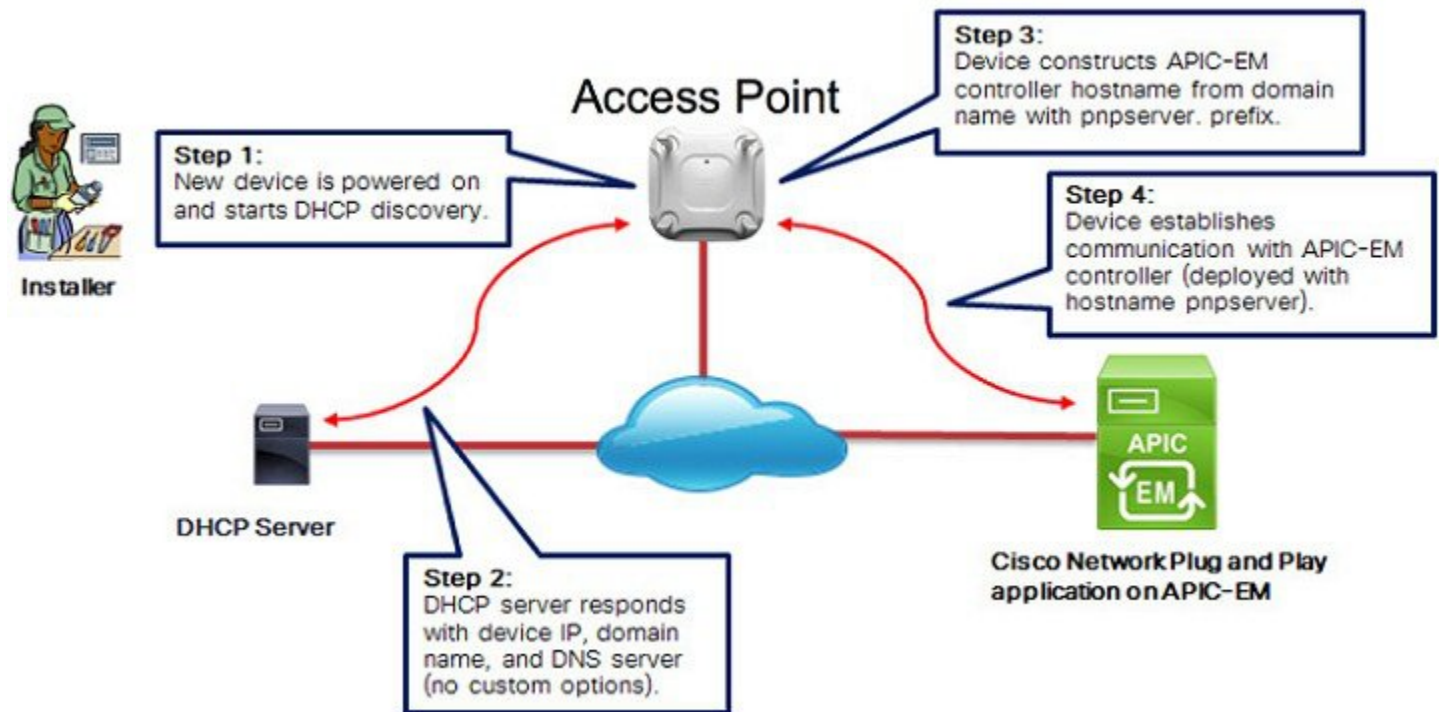 Access Point
Step 1:
New device is powered on
and starts DHCP discovery.
Step 3:
Device constructs APIC-EM
controller hostname from domain
name with pnpserver. prefix.
Step 4:
Device establishes
communication with APIC-EM
controller (deployed with
hostname pnpserver).
Installer
DHCP Server
APIC
EM
Step 2:
DHCP server responds
with device IP, domain
name, and DNS server
(no custom options).
Cisco Network Plug and Play
application on APIC-EM